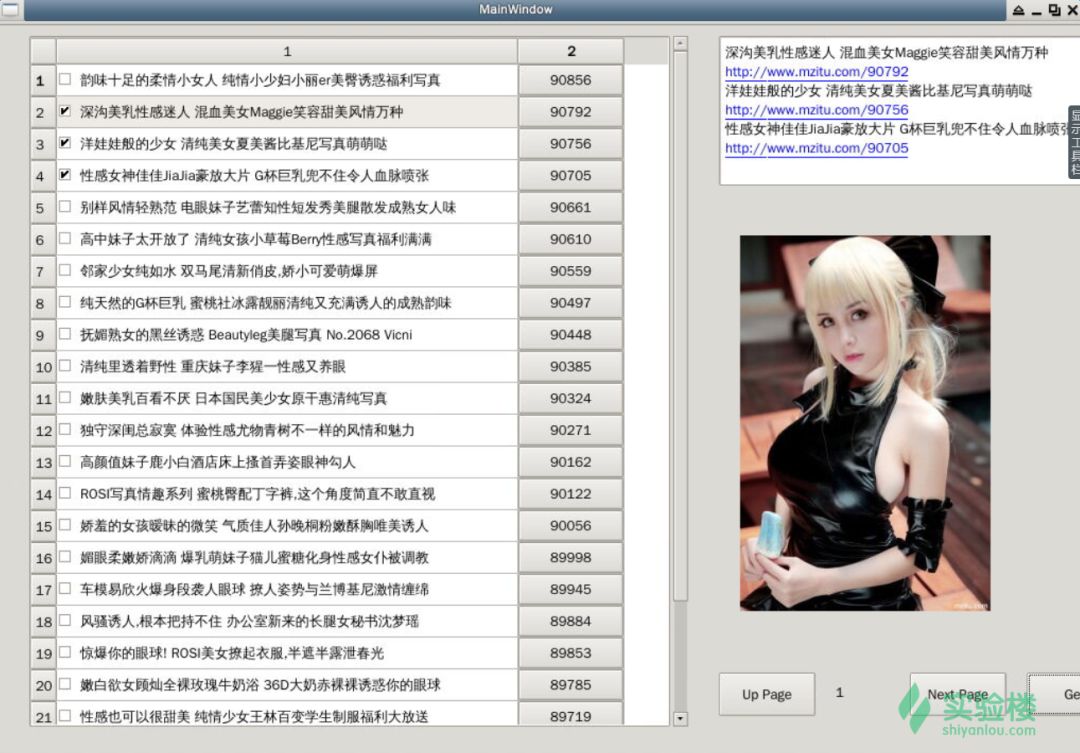 MainWindow
1 2
1 韵味十足的柔情小女人 纯情小少妇小丽er美臀诱惑福利写真 90856
2 深沟美乳性感迷人 混血美女Maggie笑容甜美风情万种 90792
3 洋娃娃般的少女 清纯美女夏美酱比基尼写真萌萌哒 90756
4 性感女神佳佳JiaJia豪放大片 G杯巨乳兜不住令人血脉喷张 90705
5 别样风情轻熟范 电眼妹子艺蕾知性短发秀美腿散发成熟女人味 90661
6 高中妹子太开放了 清纯女孩小草莓Berry性感写真福利满满 90610
7 邻家少女纯如水 双马尾清新俏皮,娇小可爱萌爆屏 90559
8 纯天然的G杯巨乳 蜜桃社冰露靓丽清纯又充满诱人的成熟韵味 90497
9 抚媚熟女的黑丝诱惑 Beautyleg美腿写真 No.2068 Vicni 90448
10 清纯里透着野性 重庆妹子李猩一性感又养眼 90385
11 嫩肤美乳百看不厌 日本国民美少女原干惠清纯写真 90324
12 独守深闺总寂寞 体验性感尤物青树不一样的风情和魅力 90271
13 高颜值妹子鹿小白酒店床上搔首弄姿眼神勾人 90162
14 ROSI写真情趣系列 蜜桃臀配丁字裤,这个角度简直不敢直视 90122
15 娇羞的女孩暧昧的微笑 气质佳人孙晚桐粉嫩酥胸唯美诱人 90056
16 媚眼柔嫩娇滴滴 爆乳萌妹子猫儿蜜糖化身性感女仆被调教 89998
17 车模易欣火爆身段袭人眼球 撩人姿势与兰博基尼激情缠绵 89945
18 风骚诱人,根本把持不住 办公室新来的长腿女秘书沈梦瑶 89884
19 惊爆你的眼球! ROSI美女撩起衣服,半遮半露泄春光 89853
20 嫩白欲女顾灿全裸玫瑰牛奶浴 36D大奶赤裸裸诱惑你的眼球 89785
21 性感也可以很甜美 纯情少女王林百变学生制服福利大放送 89719
深沟美乳性感迷人 混血美女Maggie笑容甜美风情万种
http://www.mzitu.com/90792
洋娃娃般的少女 清纯美女夏美酱比基尼写真萌萌哒
http://www.mzitu.com/90756
性感女神佳佳JiaJia豪放大片 G杯巨乳兜不住令人血脉喷张
http://www.mzitu.com/90705
显示工具栏
mzitu.com
Up Page 1 Next Page Ge
实验楼
shiyanlou.com